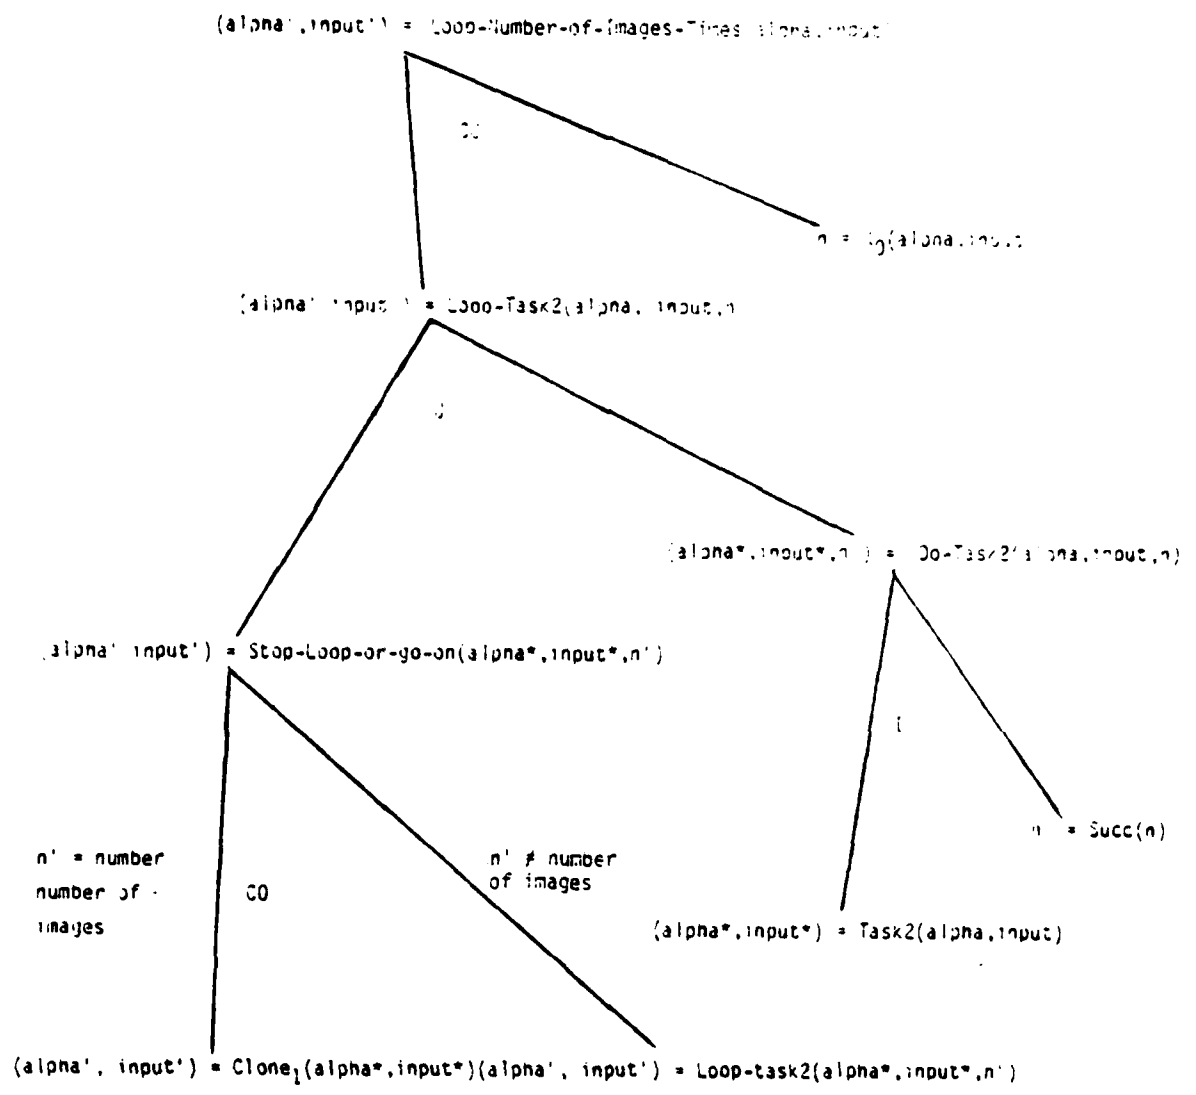 (alpha',input') = Loop-Number-of-Images-Times alpha,input
CO
n = (alpha,input
(alpha' input ) = Loop-Task2(alpha, input,n
J
(alpha*,input*,n ) = Do-Task2(alpha,input,n)
alpha' input') = Stop-Loop-or-go-on(alpha*,input*,n')
I
n = Succ(n)
n' = number
number of
images
CO
n' ≠ number
of images
(alpha*,input*) = Task2(alpha,input)
(alpha', input') = Clone₁(alpha*,input*)(alpha', input') = Loop-task2(alpha*,input*,n')